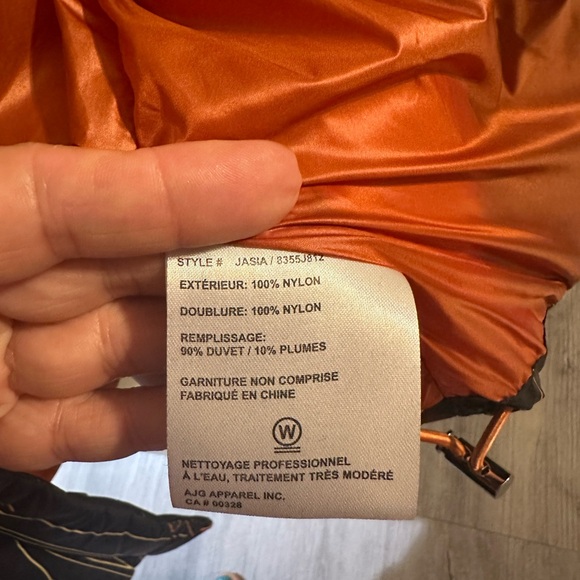 STYLE # JASIA / 8355J812
EXTÉRIEUR: 100% NYLON
DOUBLURE: 100% NYLON
REMPLISSAGE:
90% DUVET / 10% PLUMES
GARNITURE NON COMPRISE
FABRIQUÉ EN CHINE
W
NETTOYAGE PROFESSIONNEL
À L'EAU, TRAITEMENT TRÈS MODÉRÉ
AJG APPAREL INC.
CA # 00328